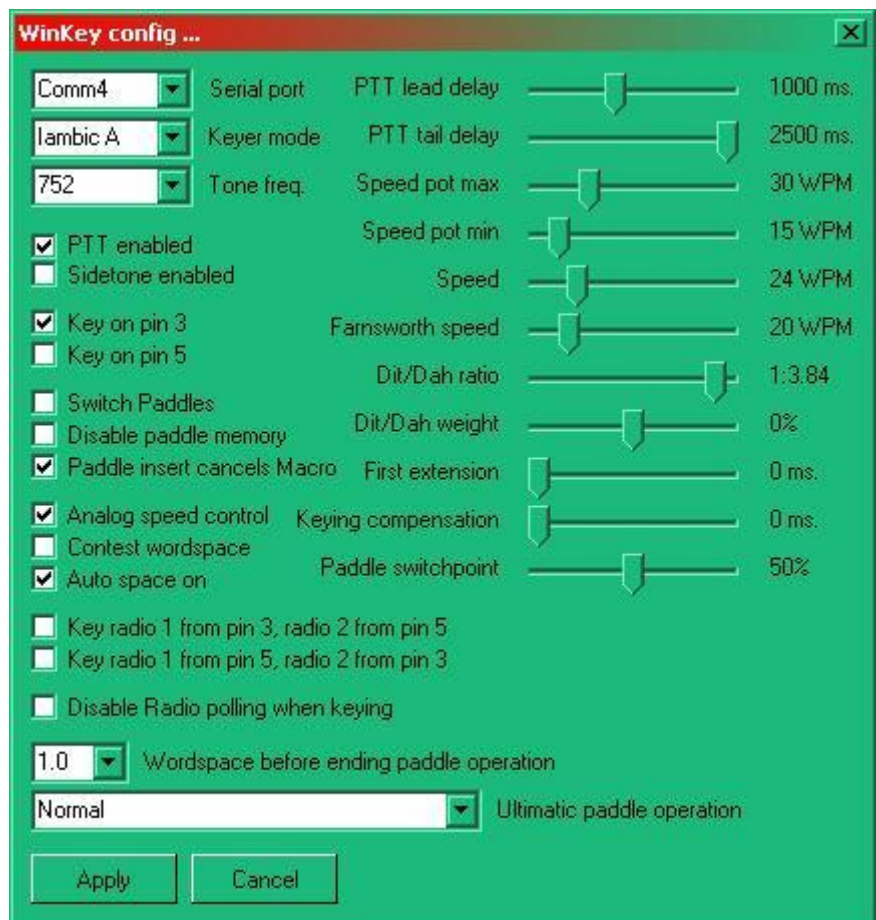 WinKey config ...
Comm4 Serial port PTT lead delay 1000 ms.
Iambic A Keyer mode PTT tail delay 2500 ms.
752 Tone freq. Speed pot max 30 WPM
Speed pot min 15 WPM
PTT enabled
Sidetone enabled Speed 24 WPM
Key on pin 3 Farnsworth speed 20 WPM
Key on pin 5
Dit/Dah ratio 1:3.84
Switch Paddles
Disable paddle memory Dit/Dah weight 0%
Paddle insert cancels Macro First extension 0 ms.
Analog speed control Keying compensation 0 ms.
Contest wordspace
Auto space on Paddle switchpoint 50%
Key radio 1 from pin 3, radio 2 from pin 5
Key radio 1 from pin 5, radio 2 from pin 3
Disable Radio polling when keying
1.0 Wordspace before ending paddle operation
Normal Ultimatic paddle operation
Apply Cancel